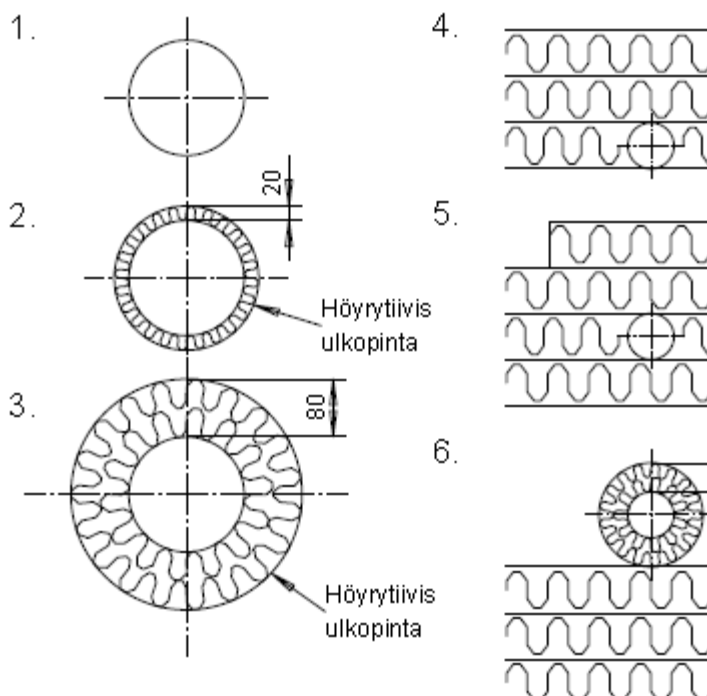 1.
20
2.
Höyrytiivis
ulkopinta
3.
80
Höyrytiivis
ulkopinta
4.
5.
6.